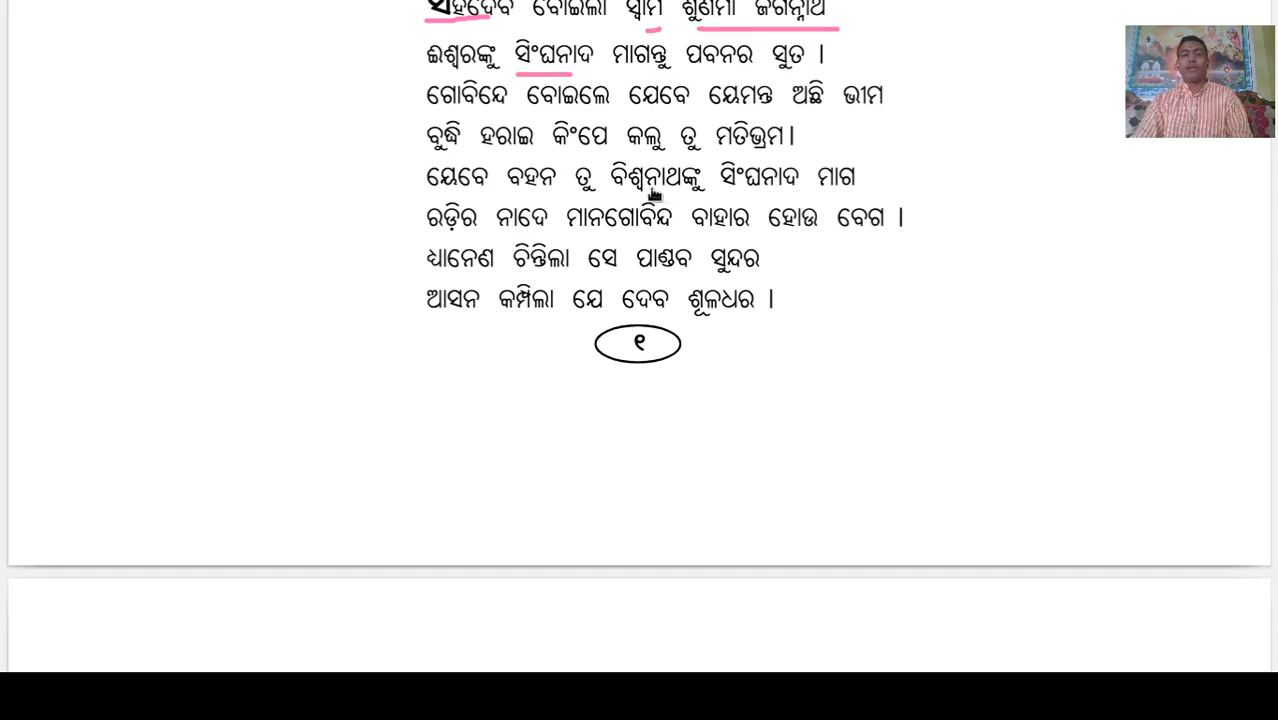 ସହଦେବ ବୋଇଲା ସ୍ୱାମୀ ଶୁଣିମା ଜଗନ୍ନାଥ
ଈଶ୍ୱରଙ୍କୁ ସିଂଘନାଦ ମାଗନ୍ତୁ ପବନର ସୁତ ।
ଗୋବିନ୍ଦେ ବୋଇଲେ ଯେବେ ୟେମନ୍ତ ଅଛି ଭୀମ
ବୁଦ୍ଧି ହରାଇ କିଂପେ କଲୁ ତୁ ମତିଭ୍ରମ।
ୟେବେ ବହନ ତୁ ବିଶ୍ୱନାଥଙ୍କୁ ସିଂଘନାଦ ମାଗ
ରଡ଼ିର ନାଦେ ମାନଗୋବିନ୍ଦ ବାହାର ହୋଉ ବେଗ ।
ଧ୍ୟାନେଣ ଚିନ୍ତିଲା ସେ ପାଣ୍ଡବ ସୁନ୍ଦର
ଆସନ କମ୍ପିଲା ଯେ ଦେବ ଶୂଳଧର ।
୧